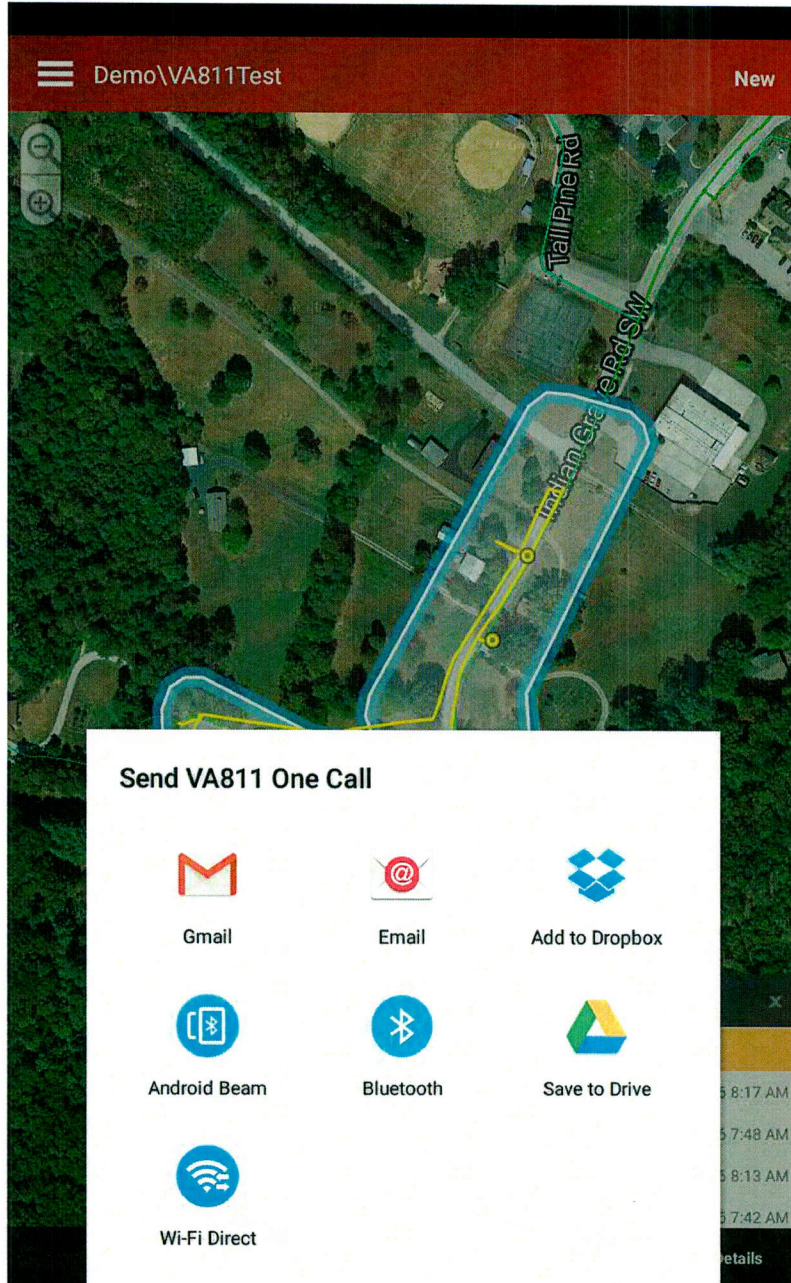 Demo\VA811Test
New
Tall Pine Rd
Indian Grave Rd SW
Send VA811 One Call
Gmail
Email
Add to Dropbox
Android Beam
Bluetooth
Save to Drive
Wi-Fi Direct
x
8:17 AM
7:48 AM
8:13 AM
7:42 AM
etails